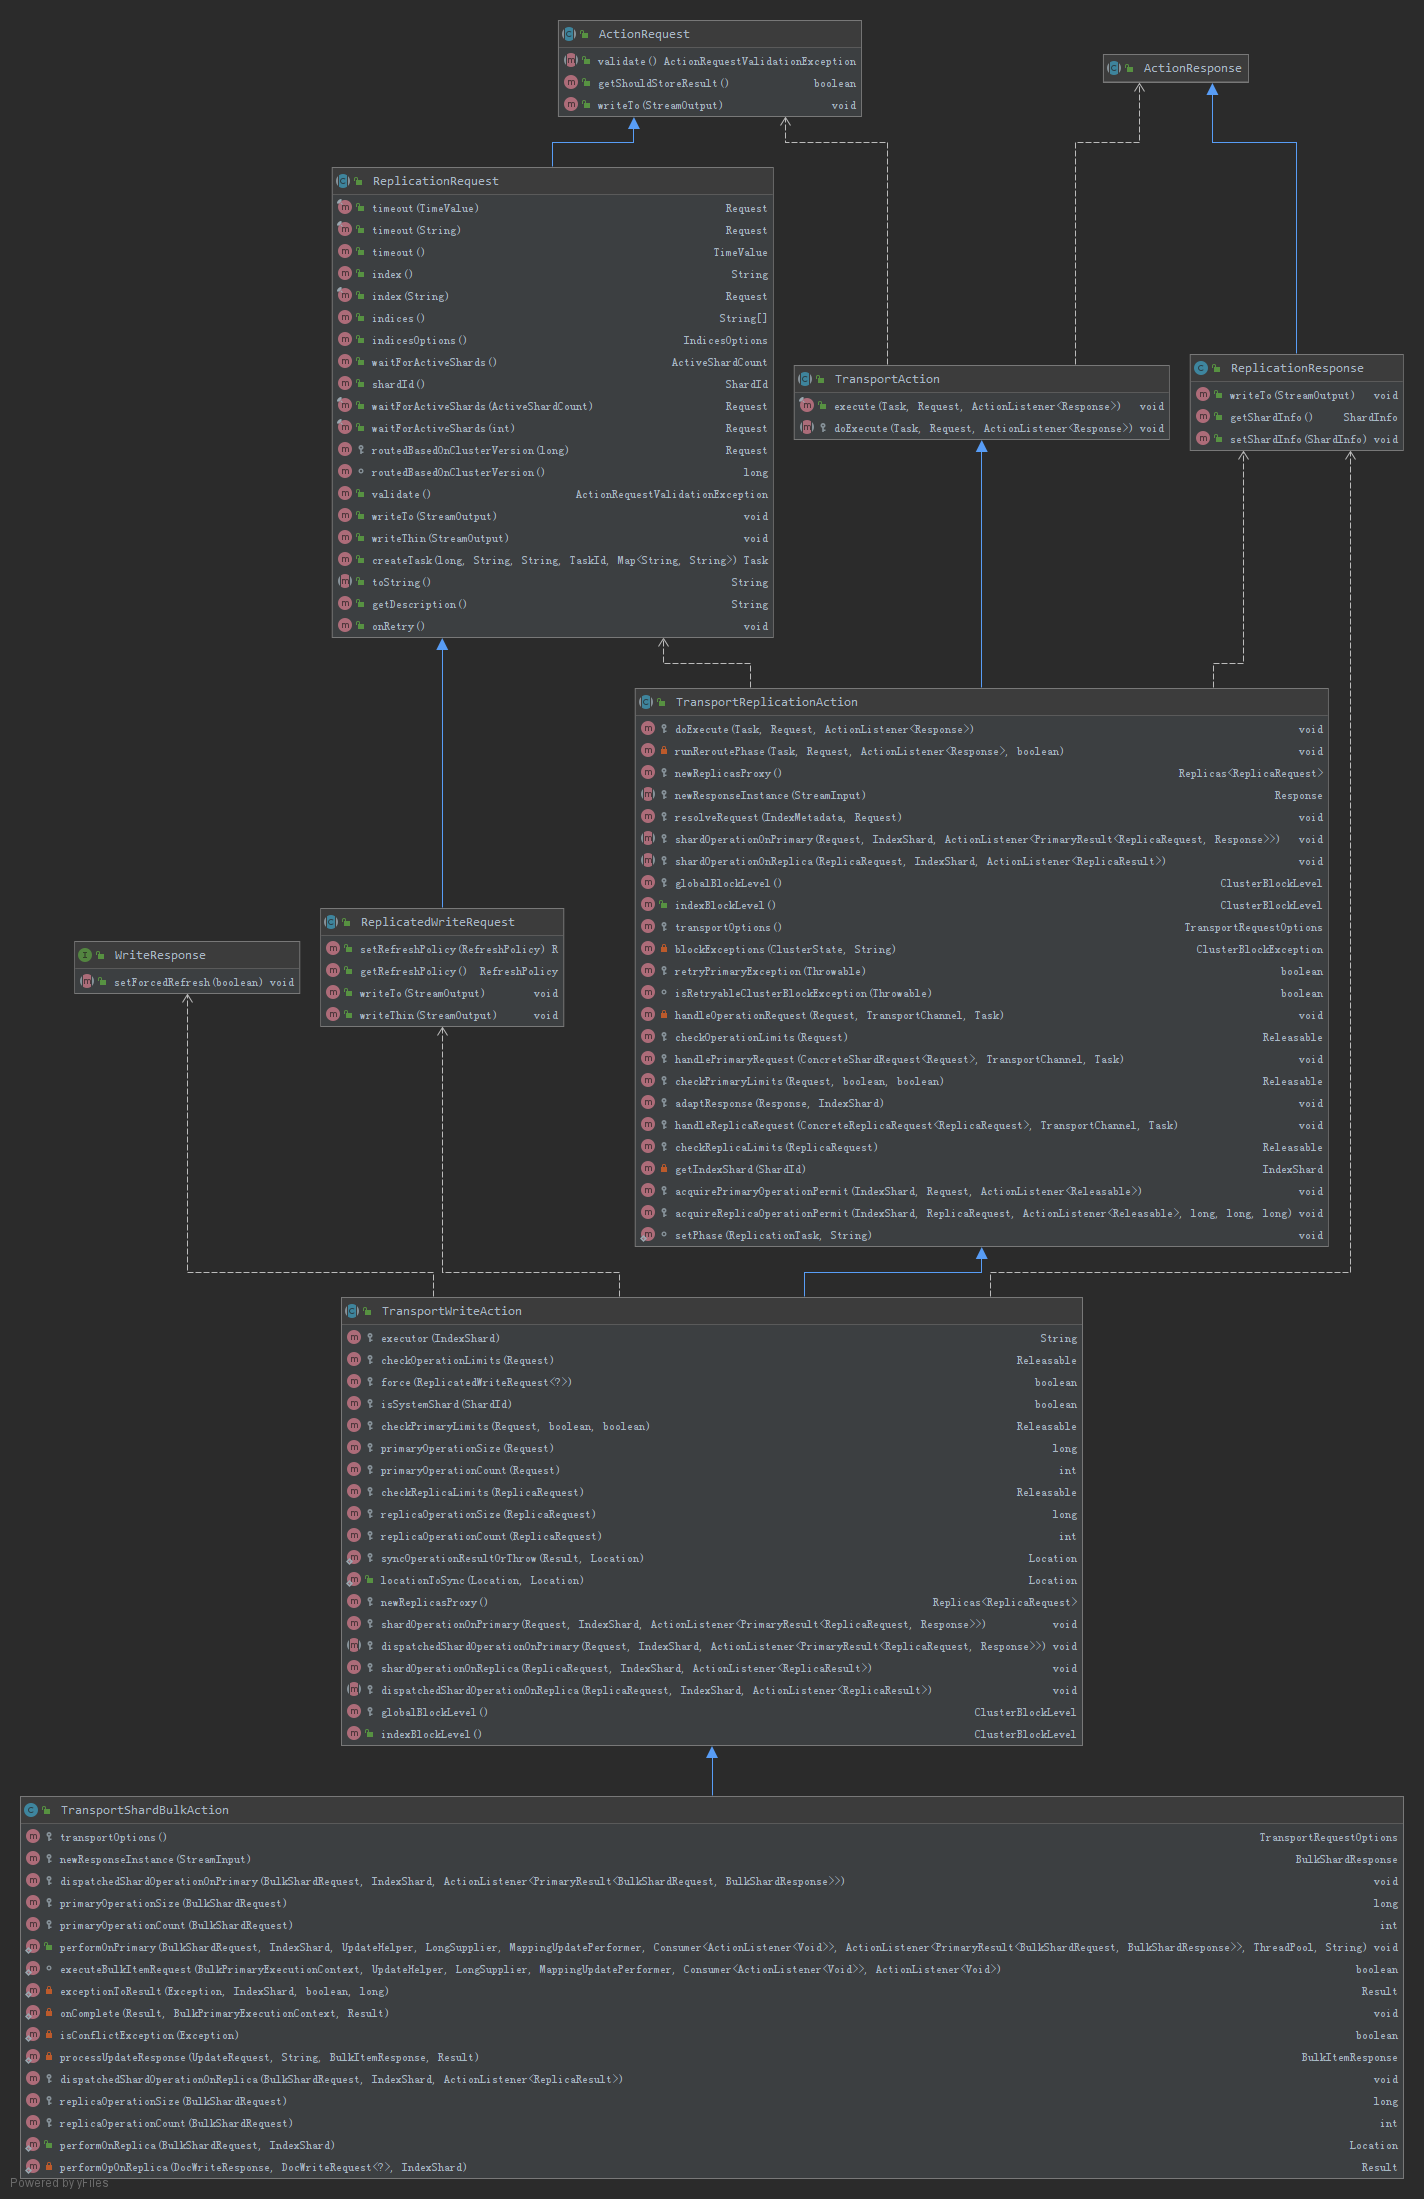 ActionRequest
validate() ActionRequestValidationException
getShouldStoreResult() boolean
writeTo(StreamOutput) void
ActionResponse
ReplicationRequest
timeout(TimeValue) Request
timeout(String) Request
timeout() TimeValue
index() String
index(String) Request
indices() String[]
indicesOptions() IndicesOptions
waitForActiveShards() ActiveShardCount
shardId() ShardId
waitForActiveShards(ActiveShardCount) Request
waitForActiveShards(int) Request
routedBasedOnClusterVersion(long) Request
routedBasedOnClusterVersion() long
validate() ActionRequestValidationException
writeTo(StreamOutput) void
writeThin(StreamOutput) void
createTask(long, String, String, TaskId, Map<String, String>) Task
toString() String
getDescription() String
onRetry() void
TransportAction
execute(Task, Request, ActionListener<Response>) void
doExecute(Task, Request, ActionListener<Response>) void
ReplicationResponse
writeTo(StreamOutput) void
getShardInfo() ShardInfo
setShardInfo(ShardInfo) void
TransportReplicationAction
doExecute(Task, Request, ActionListener<Response>) void
runReroutePhase(Task, Request, ActionListener<Response>, boolean) void
newReplicasProxy() Replicas<ReplicaRequest>
newResponseInstance(StreamInput) Response
resolveRequest(IndexMetadata, Request) void
shardOperationOnPrimary(Request, IndexShard, ActionListener<PrimaryResult<ReplicaRequest, Response>>) void
shardOperationOnReplica(ReplicaRequest, IndexShard, ActionListener<ReplicaResult>) void
globalBlockLevel() ClusterBlockLevel
indexBlockLevel() ClusterBlockLevel
transportOptions() TransportRequestOptions
blockExceptions(ClusterState, String) ClusterBlockException
retryPrimaryException(Throwable) boolean
isRetryableClusterBlockException(Throwable) boolean
handleOperationRequest(Request, TransportChannel, Task) void
checkOperationLimits(Request) Releasable
handlePrimaryRequest(ConcreteShardRequest<Request>, TransportChannel, Task) void
checkPrimaryLimits(Request, boolean, boolean) Releasable
adaptResponse(Response, IndexShard) void
handleReplicaRequest(ConcreteReplicaRequest<ReplicaRequest>, TransportChannel, Task) void
checkReplicaLimits(ReplicaRequest) Releasable
getIndexShard(ShardId) IndexShard
acquirePrimaryOperationPermit(IndexShard, Request, ActionListener<Releasable>) void
acquireReplicaOperationPermit(IndexShard, ReplicaRequest, ActionListener<Releasable>, long, long, long) void
setPhase(ReplicationTask, String) void
ReplicatedWriteRequest
setRefreshPolicy(RefreshPolicy) R
getRefreshPolicy() RefreshPolicy
writeTo(StreamOutput) void
writeThin(StreamOutput) void
WriteResponse
setForcedRefresh(boolean) void
TransportWriteAction
executor(IndexShard) String
checkOperationLimits(Request) Releasable
force(ReplicatedWriteRequest<?>) boolean
isSystemShard(ShardId) boolean
checkPrimaryLimits(Request, boolean, boolean) Releasable
primaryOperationSize(Request) long
primaryOperationCount(Request) int
checkReplicaLimits(ReplicaRequest) Releasable
replicaOperationSize(ReplicaRequest) long
replicaOperationCount(ReplicaRequest) int
syncOperationResultOrThrow(Result, Location) Location
locationToSync(Location, Location) Location
newReplicasProxy() Replicas<ReplicaRequest>
shardOperationOnPrimary(Request, IndexShard, ActionListener<PrimaryResult<ReplicaRequest, Response>>) void
dispatchedShardOperationOnPrimary(Request, IndexShard, ActionListener<PrimaryResult<ReplicaRequest, Response>>) void
shardOperationOnReplica(ReplicaRequest, IndexShard, ActionListener<ReplicaResult>) void
dispatchedShardOperationOnReplica(ReplicaRequest, IndexShard, ActionListener<ReplicaResult>) void
globalBlockLevel() ClusterBlockLevel
indexBlockLevel() ClusterBlockLevel
TransportShardBulkAction
transportOptions() TransportRequestOptions
newResponseInstance(StreamInput) BulkShardResponse
dispatchedShardOperationOnPrimary(BulkShardRequest, IndexShard, ActionListener<PrimaryResult<BulkShardRequest, BulkShardResponse>>) void
primaryOperationSize(BulkShardRequest) long
primaryOperationCount(BulkShardRequest) int
performOnPrimary(BulkShardRequest, IndexShard, UpdateHelper, LongSupplier, MappingUpdatePerformer, Consumer<ActionListener<Void>>, ActionListener<PrimaryResult<BulkShardRequest, BulkShardResponse>>, ThreadPool, String) void
executeBulkItemRequest(BulkPrimaryExecutionContext, UpdateHelper, LongSupplier, MappingUpdatePerformer, Consumer<ActionListener<Void>>, ActionListener<Void>) boolean
exceptionToResult(Exception, IndexShard, boolean, long) Result
onComplete(Result, BulkPrimaryExecutionContext, Result) void
isConflictException(Exception) boolean
processUpdateResponse(UpdateRequest, String, BulkItemResponse, Result) BulkItemResponse
dispatchedShardOperationOnReplica(BulkShardRequest, IndexShard, ActionListener<ReplicaResult>) void
replicaOperationSize(BulkShardRequest) long
replicaOperationCount(BulkShardRequest) int
performOnReplica(BulkShardRequest, IndexShard) Location
performOpOnReplica(DocWriteResponse, DocWriteRequest<?>, IndexShard) Result
Powered by yFiles